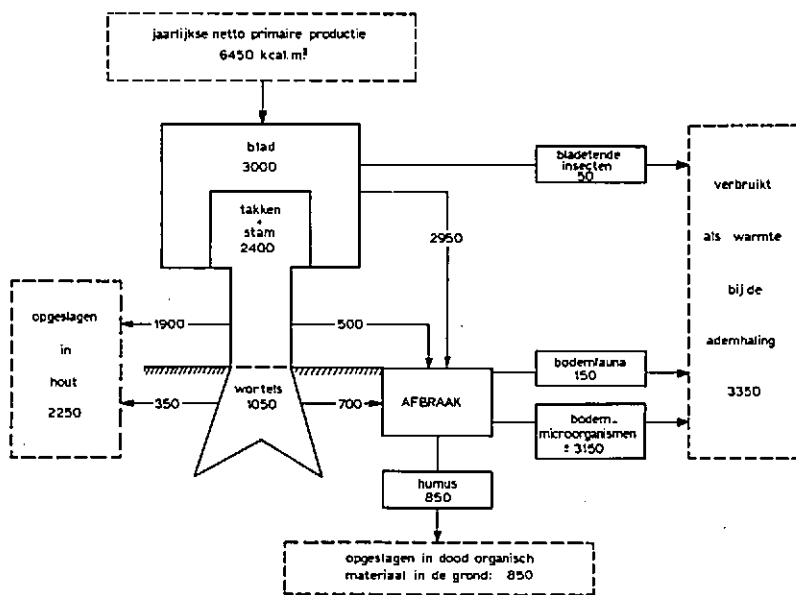 jaarlijkse netto primaire productie
6450 kcal.m²
blad
3000
takken
+
stam
2400
bladetende
insecten
50
verbruikt
als warmte
bij de
ademhaling
3350
2950
opgeslagen
in
hout
2250
1900
500
350
wortels
1050
700
AFBRAAK
bodemfauna
150
bodem_
microorganismen
± 3150
humus
850
opgeslagen in dood organisch
materiaal in de grond: 850